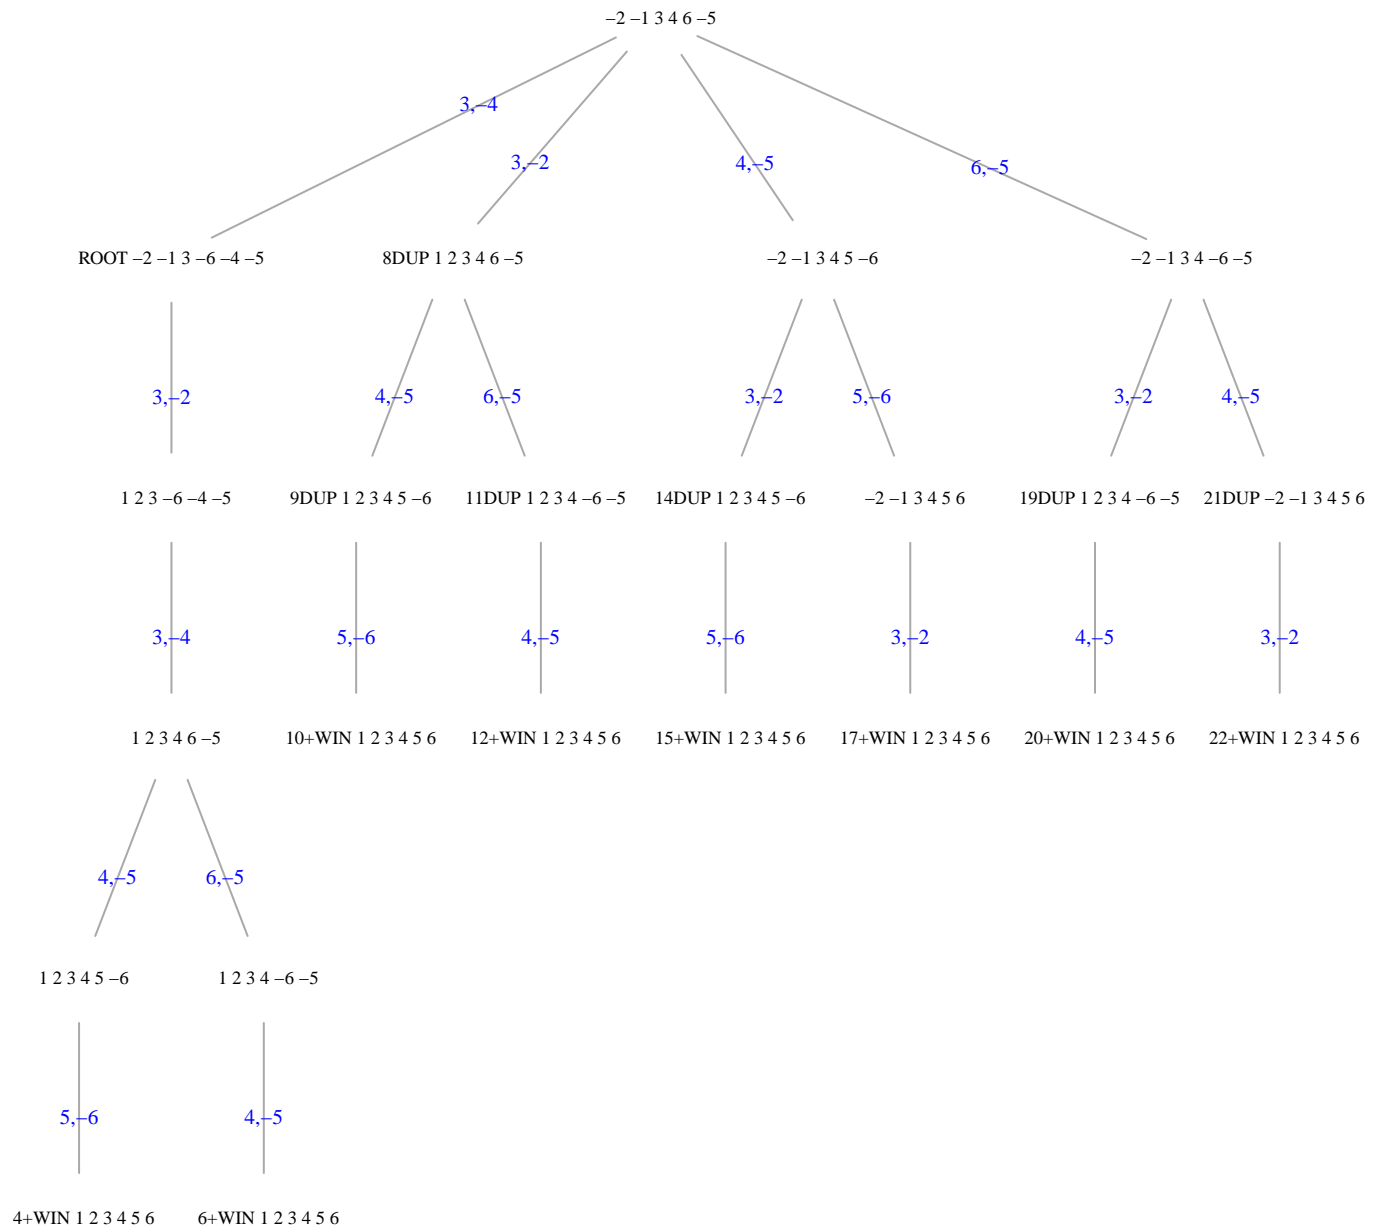 –2 –1 3 4 6 –5
3,–4
3,–2
4,–5
6,–5
ROOT –2 –1 3 –6 –4 –5
8DUP 1 2 3 4 6 –5
–2 –1 3 4 5 –6
–2 –1 3 4 –6 –5
3,–2
4,–5
6,–5
3,–2
5,–6
3,–2
4,–5
1 2 3 –6 –4 –5
9DUP 1 2 3 4 5 –6
11DUP 1 2 3 4 –6 –5
14DUP 1 2 3 4 5 –6
–2 –1 3 4 5 6
19DUP 1 2 3 4 –6 –5
21DUP –2 –1 3 4 5 6
3,–4
5,–6
4,–5
5,–6
3,–2
4,–5
3,–2
1 2 3 4 6 –5
10+WIN 1 2 3 4 5 6
12+WIN 1 2 3 4 5 6
15+WIN 1 2 3 4 5 6
17+WIN 1 2 3 4 5 6
20+WIN 1 2 3 4 5 6
22+WIN 1 2 3 4 5 6
4,–5
6,–5
1 2 3 4 5 –6
1 2 3 4 –6 –5
5,–6
4,–5
4+WIN 1 2 3 4 5 6
6+WIN 1 2 3 4 5 6